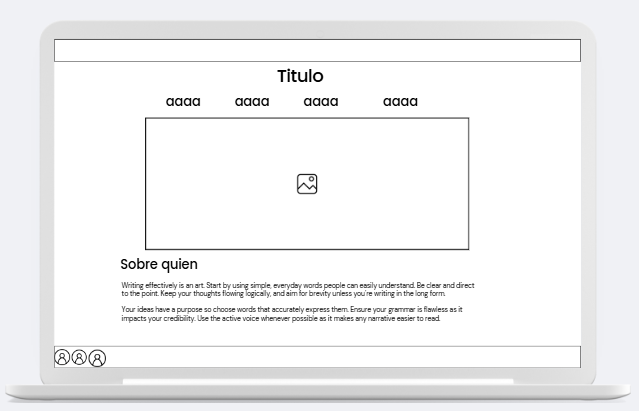 Titulo
aaaa aaaa aaaa aaaa
Sobre quien
Writing effectively is an art. Start by using simple, everyday words people can easily understand. Be clear and direct
to the point. Keep your thoughts flowing logically, and aim for brevity unless you're writing in the long form.
Your ideas have a purpose so choose words that accurately express them. Ensure your grammar is flawless as it
impacts your credibility. Use the active voice whenever possible as it makes any narrative easier to read.